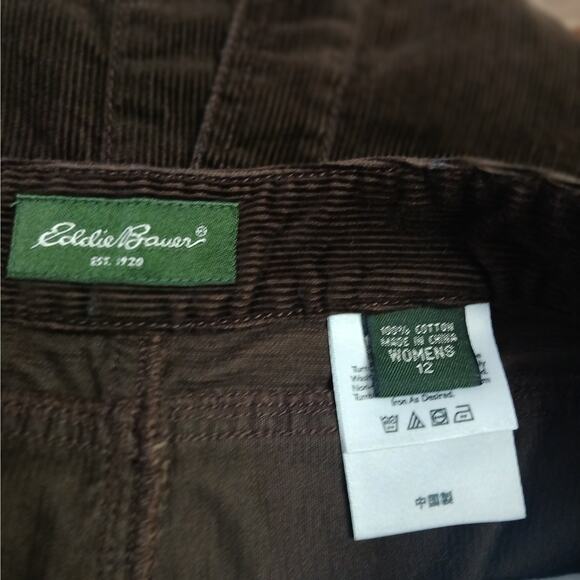 Eddie Bauer®
EST. 1920
100% COTTON
MADE IN CHINA
WOMENS
12
Iron As Desired.
中国製